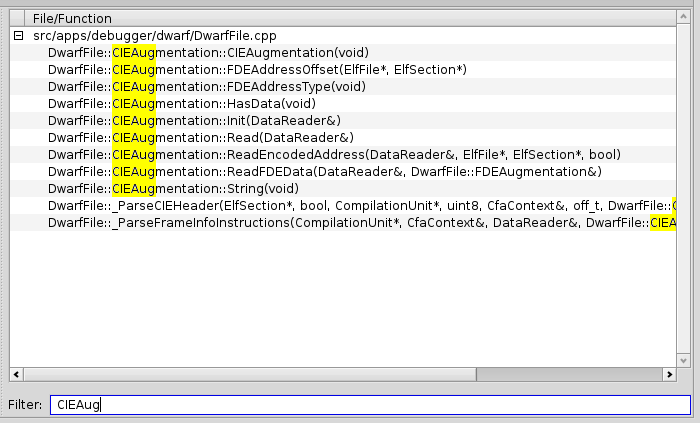 File/Function
src/apps/debugger/dwarf/DwarfFile.cpp
DwarfFile::CIEAugmentation::CIEAugmentation(void)
DwarfFile::CIEAugmentation::FDEAddressOffset(ElfFile*, ElfSection*)
DwarfFile::CIEAugmentation::FDEAddressType(void)
DwarfFile::CIEAugmentation::HasData(void)
DwarfFile::CIEAugmentation::Init(DataReader&)
DwarfFile::CIEAugmentation::Read(DataReader&)
DwarfFile::CIEAugmentation::ReadEncodedAddress(DataReader&, ElfFile*, ElfSection*, bool)
DwarfFile::CIEAugmentation::ReadFDEData(DataReader&, DwarfFile::FDEAugmentation&)
DwarfFile::CIEAugmentation::String(void)
DwarfFile::_ParseCIEHeader(ElfSection*, bool, CompilationUnit*, uint8, CfaContext&, off_t, DwarfFile::
DwarfFile::_ParseFrameInfoInstructions(CompilationUnit*, CfaContext&, DataReader&, DwarfFile::CIEA
Filter: CIEAug